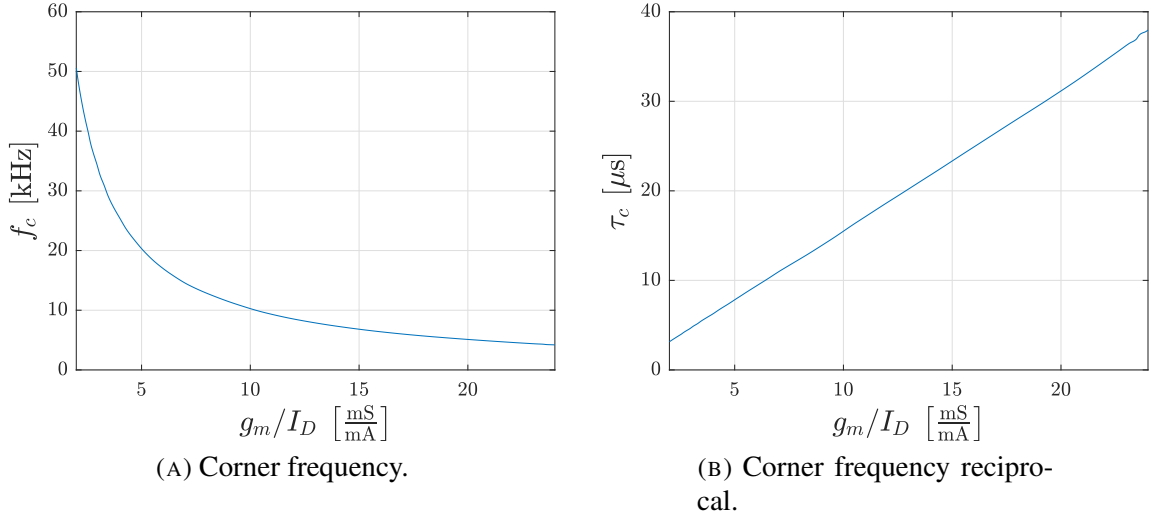 60
50
40
30
20
10
0
f_c [kHz]
5 10 15 20
g_m/I_D [mS/mA]
(A) Corner frequency.
40
30
20
10
0
τ_c [μs]
5 10 15 20
g_m/I_D [mS/mA]
(B) Corner frequency recipro-
cal.